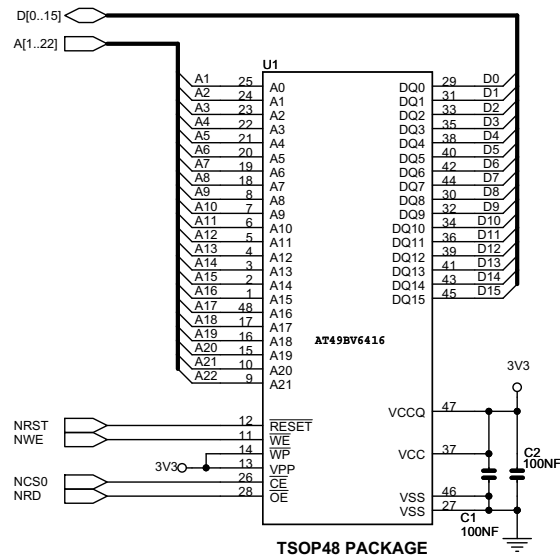 D[0..15]
A[1..22]
U1
A1 25 A0 DQ0 29 D0
A2 24 A1 DQ1 31 D1
A3 23 A2 DQ2 33 D2
A4 22 A3 DQ3 35 D3
A5 21 A4 DQ4 38 D4
A6 20 A5 DQ5 40 D5
A7 19 A6 DQ6 42 D6
A8 18 A7 DQ7 44 D7
A9 8 A8 DQ8 30 D8
A10 7 A9 DQ9 32 D9
A11 6 A10 DQ10 34 D10
A12 5 A11 DQ11 36 D11
A13 4 A12 DQ12 39 D12
A14 3 A13 DQ13 41 D13
A15 2 A14 DQ14 43 D14
A16 1 A15 DQ15 45 D15
A17 48 A16
A18 17 A17
A19 16 A18 AT49BV6416
A20 15 A19
A21 10 A20 3V3
A22 9 A21
VCCQ 47
NRST 12 RESET
NWE 11 WE
14 WP VCC 37 C2
3V3 13 VPP 100NF
NCS0 26 CE
NRD 28 OE VSS 46
VSS 27 C1
100NF
TSOP48 PACKAGE